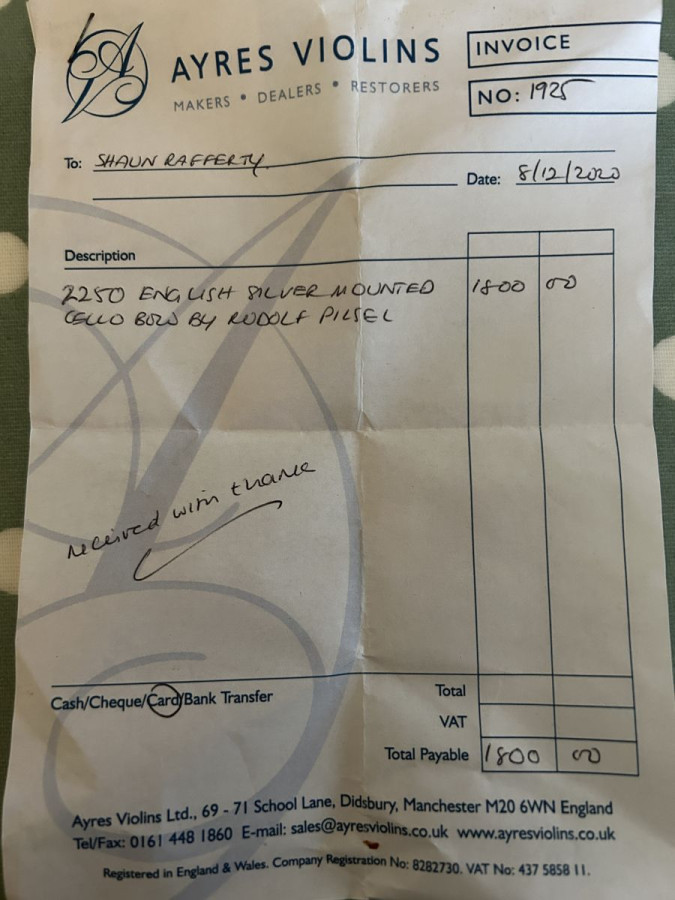 AYRES VIOLINS
MAKERS • DEALERS • RESTORERS
INVOICE
NO: 1925
To: SHAUN RAFFERTY
Date: 8/12/2020
Description
2250 ENGLISH SILVER MOUNTED 1800 00
CELLO BOW BY RUDOLF PILSEL
received with thanks
Cash/Cheque/Card/Bank Transfer
Total
VAT
Total Payable 1800 00
Ayres Violins Ltd., 69 - 71 School Lane, Didsbury, Manchester M20 6WN England
Tel/Fax: 0161 448 1860 E-mail: sales@ayresviolins.co.uk www.ayresviolins.co.uk
Registered in England & Wales. Company Registration No: 8282730. VAT No: 437 5858 11.